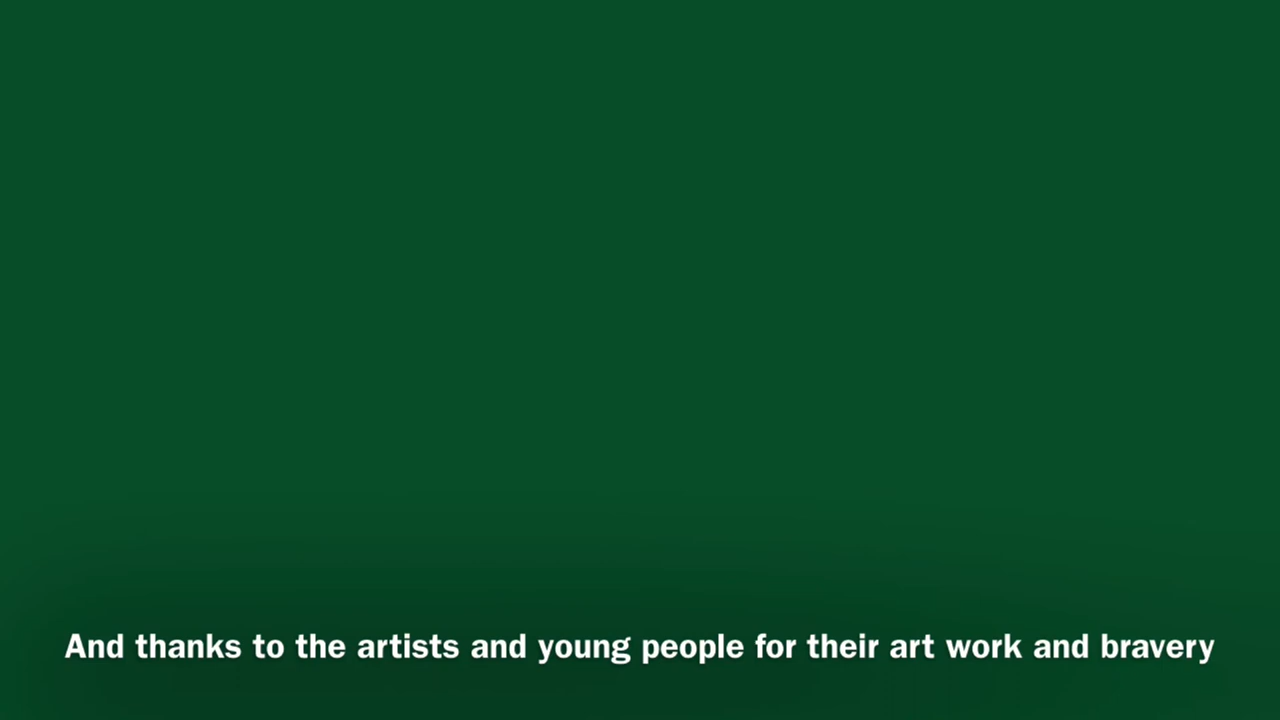 And thanks to the artists and young people for their art work and bravery